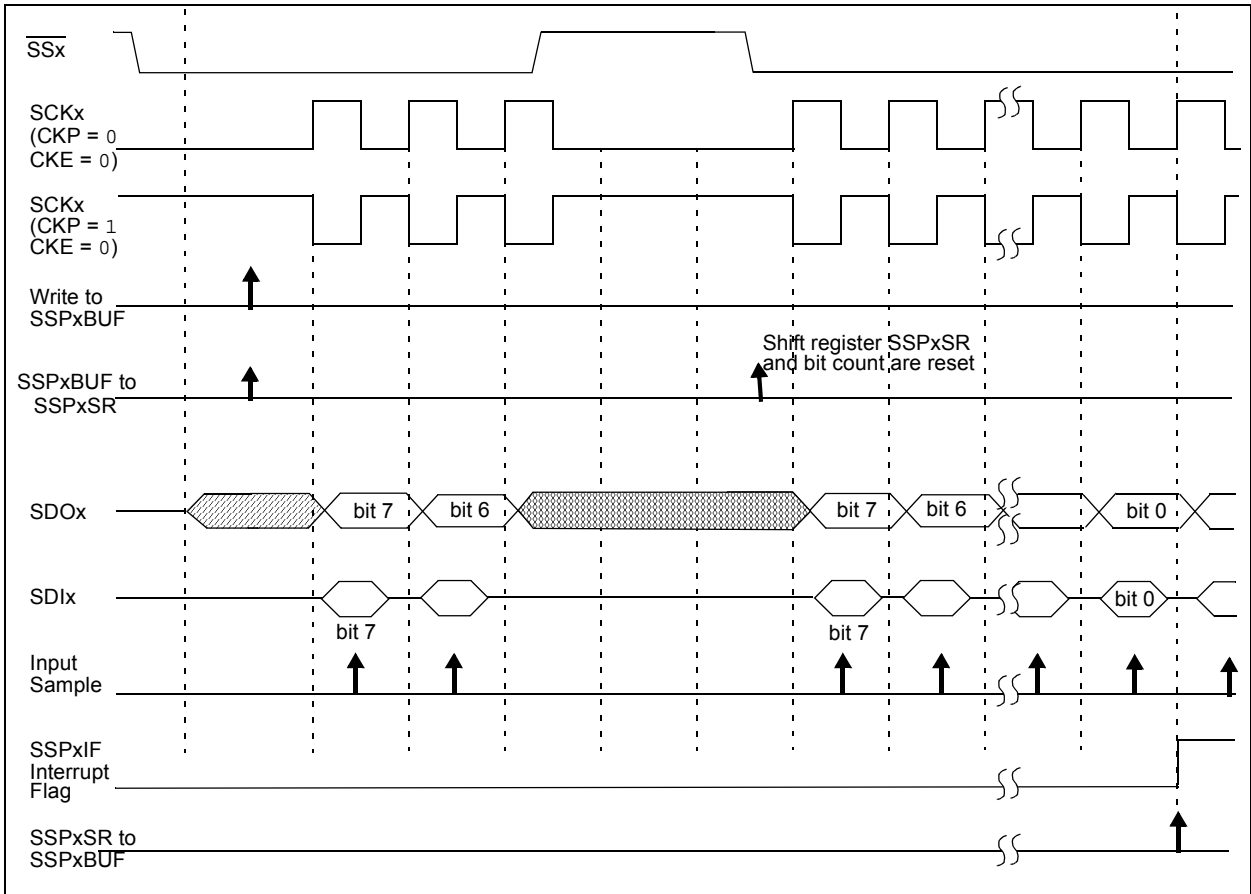 SSx
SCKx
(CKP = 0
CKE = 0)
SCKx
(CKP = 1
CKE = 0)
Write to
SSPxBUF
Shift register SSPxSR
and bit count are reset
SSPxBUF to
SSPxSR
SDOx
bit 7
bit 6
bit 7
bit 6
bit 0
SDIx
bit 0
bit 7
bit 7
Input
Sample
SSPxIF
Interrupt
Flag
SSPxSR to
SSPxBUF